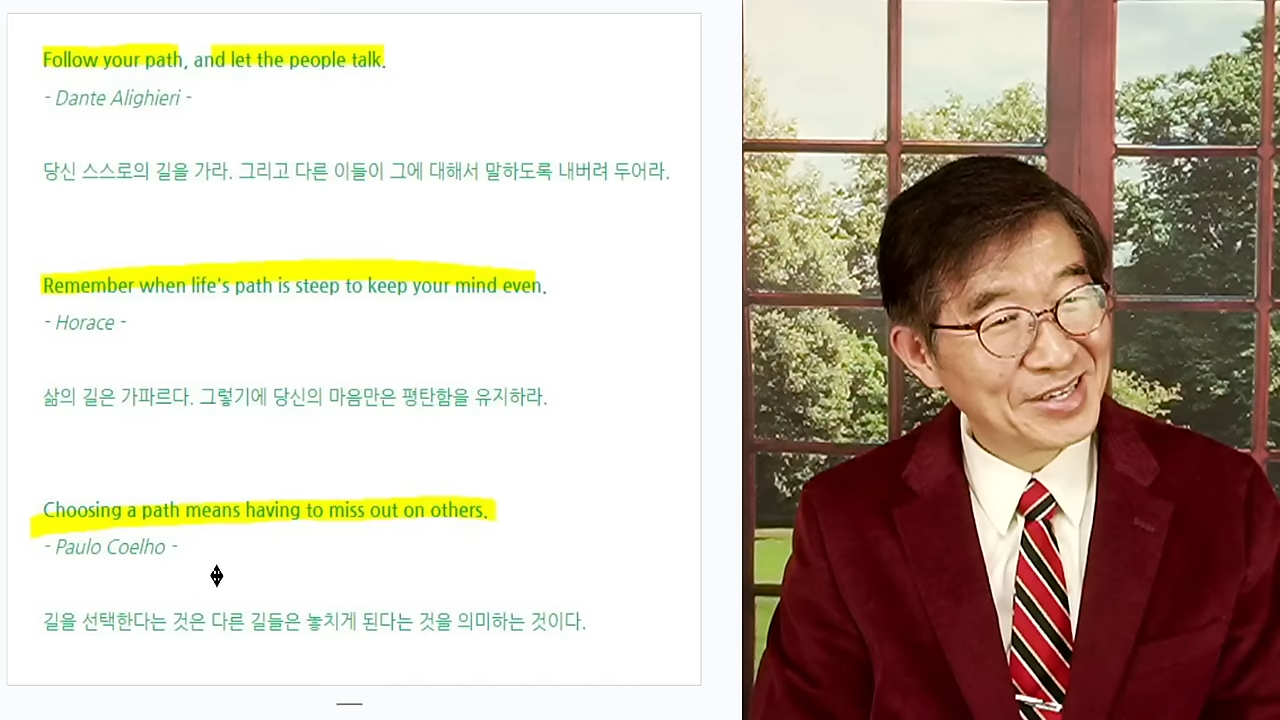 Follow your path, and let the people talk.
- Dante Alighieri -
당신 스스로의 길을 가라. 그리고 다른 이들이 그에 대해서 말하도록 내버려 두어라.
Remember when life's path is steep to keep your mind even.
- Horace -
삶의 길은 가파르다. 그렇기에 당신의 마음만은 평탄함을 유지하라.
Choosing a path means having to miss out on others.
- Paulo Coelho -
길을 선택한다는 것은 다른 길들은 놓치게 된다는 것을 의미하는 것이다.